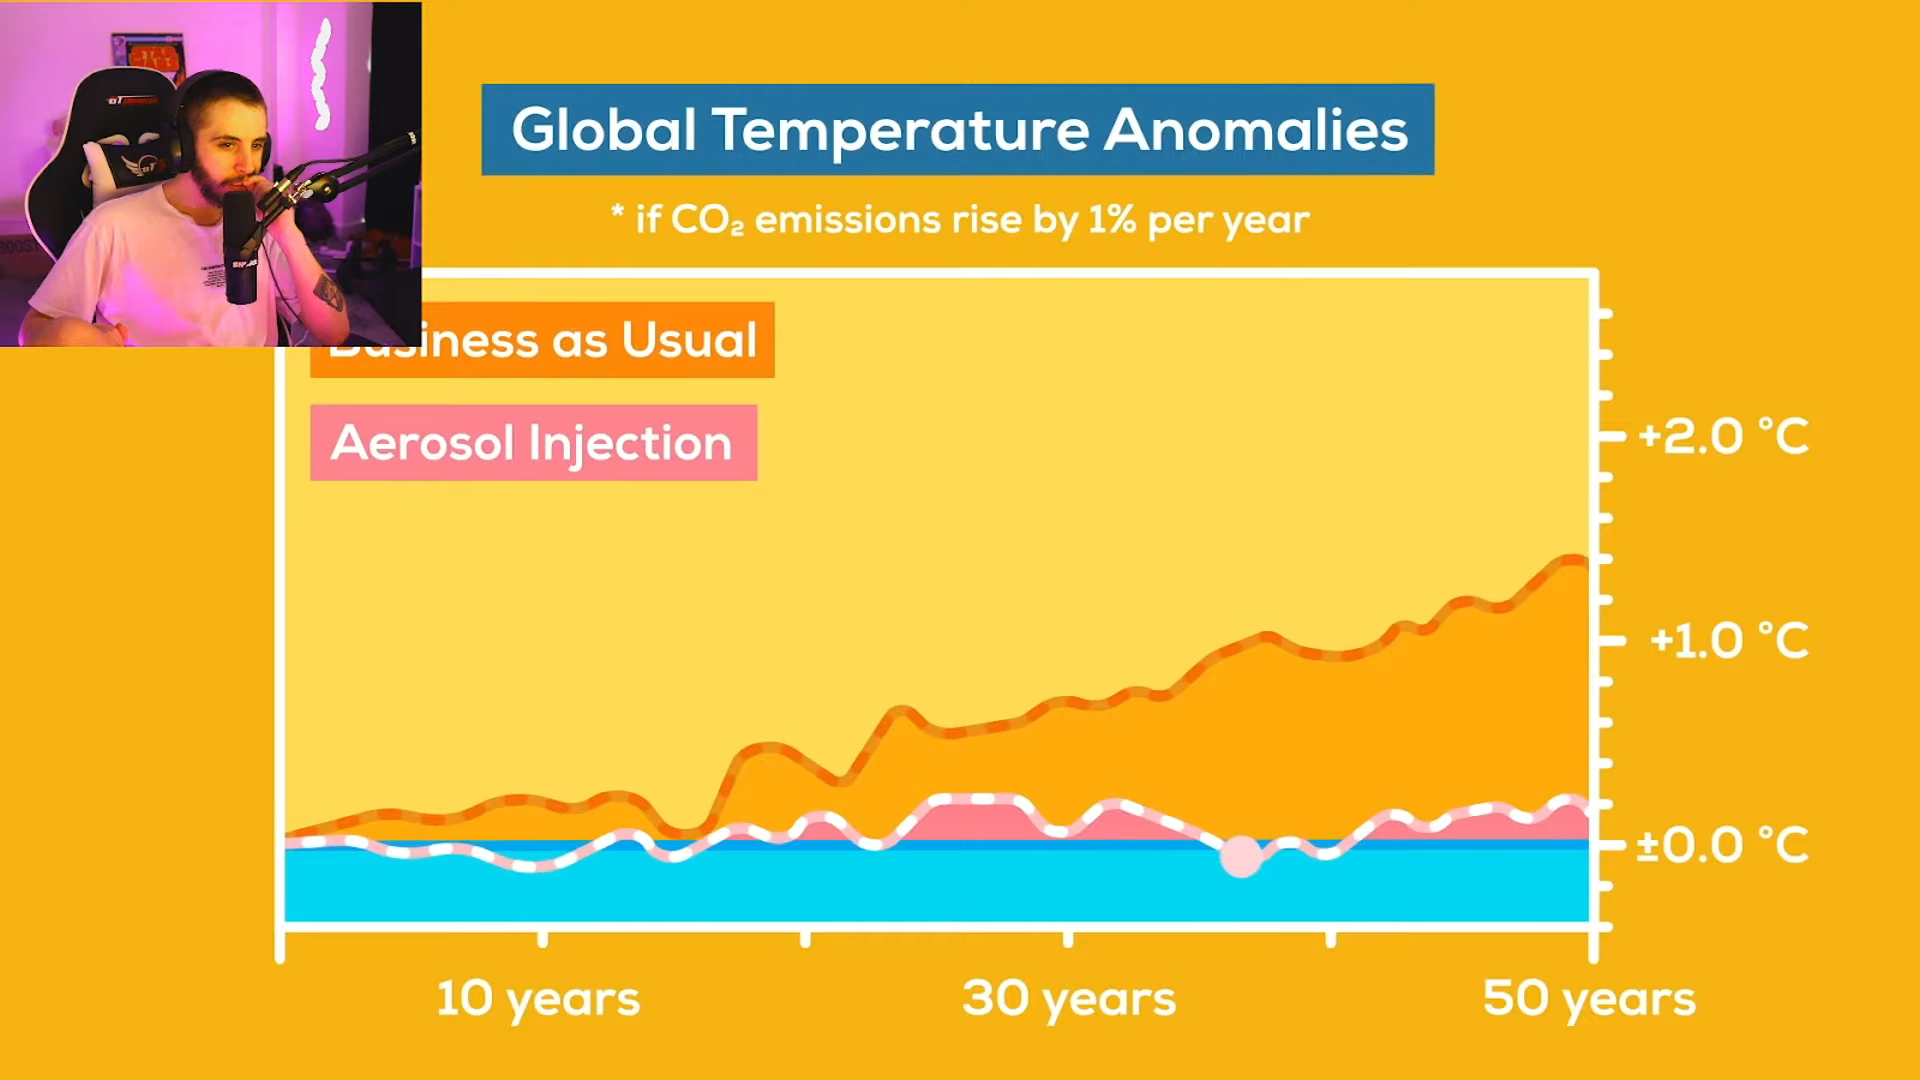 Global Temperature Anomalies
* if CO₂ emissions rise by 1% per year
Business as Usual
Aerosol Injection
+2.0 °C
+1.0 °C
±0.0 °C
10 years
30 years
50 years